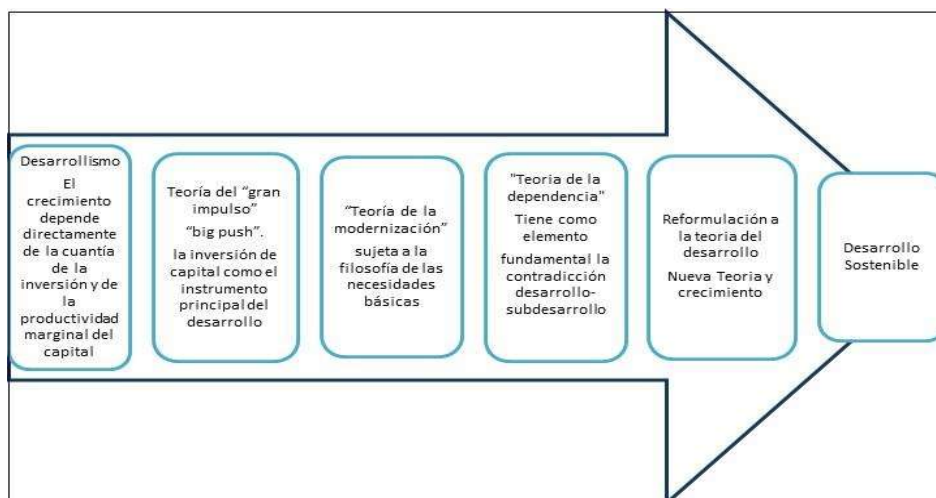 Desarrollismo
El
crecimiento
depende
directamente
de la cuantía
de la
inversión y de
la
productividad
marginal del
capital
Teoría del “gran
impulso”
“big push”.
la inversión de
capital como el
instrumento
principal del
desarrollo
“Teoría de la
modernización”
sujeta a la
filosofía de las
necesidades
básicas
"Teoria de la
dependencia"
Tiene como
elemento
fundamental la
contradicción
desarrollo-
subdesarrollo
Reformulación a
la teoria del
desarrollo
Nueva Teoria y
crecimiento
Desarrollo
Sostenible